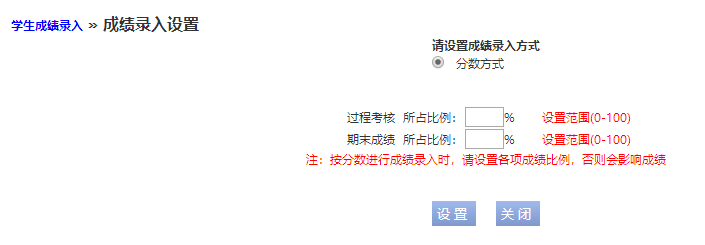 学生成绩录入 » 成绩录入设置
请设置成绩录入方式
分数方式
过程考核 所占比例： % 设置范围(0-100)
期末成绩 所占比例： % 设置范围(0-100)
注：按分数进行成绩录入时，请设置各项成绩比例，否则会影响成绩
设置 关闭